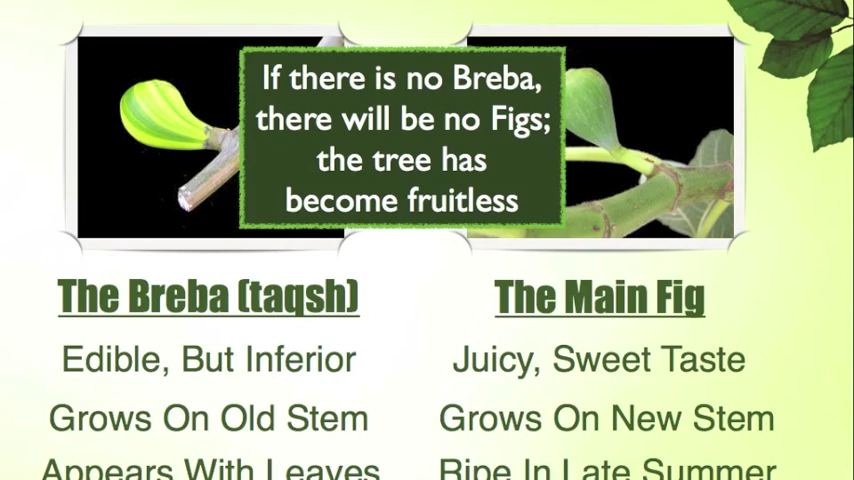 If there is no Breba,
there will be no Figs;
the tree has
become fruitless
The Breba (taqsh)
Edible, But Inferior
Grows On Old Stem
Appears With Leaves
The Main Fig
Juicy, Sweet Taste
Grows On New Stem
Ripe In Late Summer